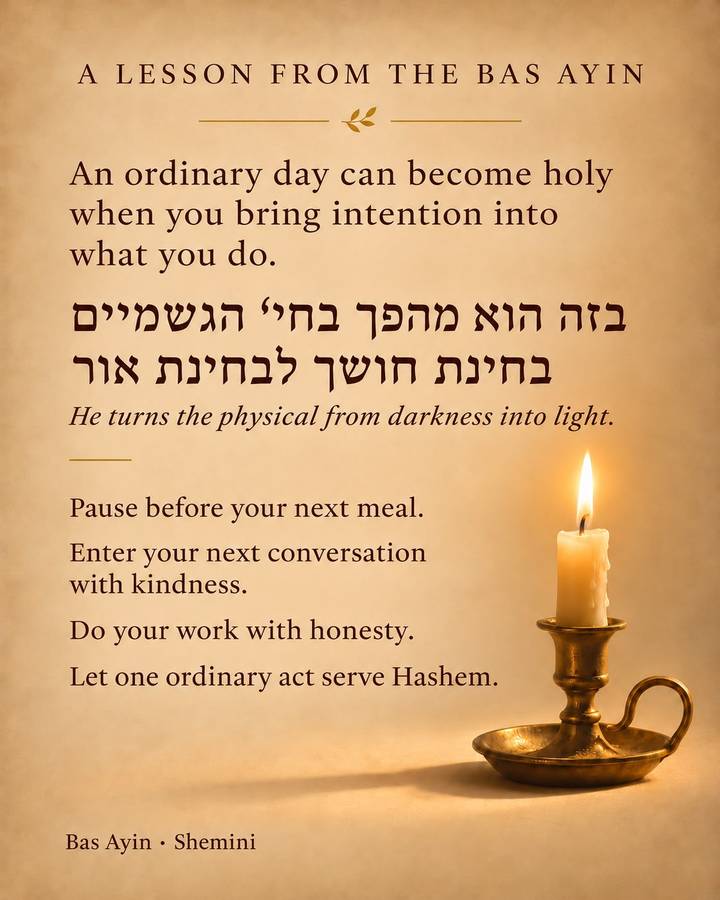 A LESSON FROM THE BAS AYIN
An ordinary day can become holy
when you bring intention into
what you do.
בזה הוא מהפך בחי׳ הגשמיים
בחינת חושך לבחינת אור
He turns the physical from darkness into light.
Pause before your next meal.
Enter your next conversation
with kindness.
Do your work with honesty.
Let one ordinary act serve Hashem.
Bas Ayin · Shemini